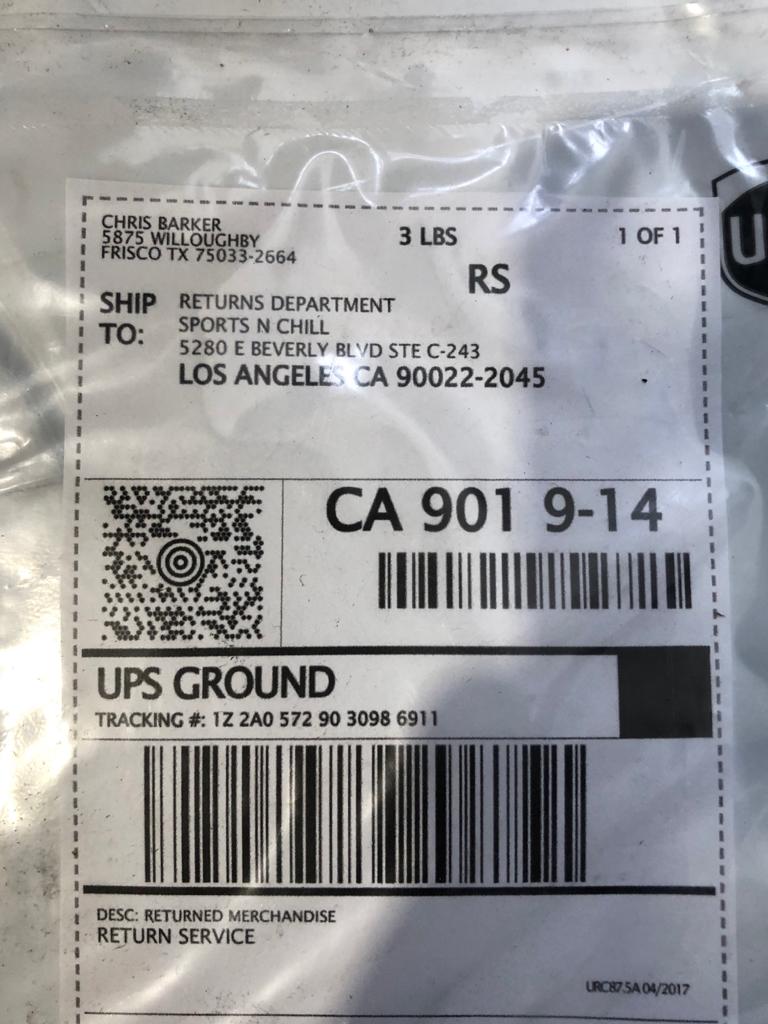 CHRIS BARKER
5875 WILLOUGHBY
FRISCO TX 75033-2664
3 LBS
1 OF 1
RS
SHIP TO:
RETURNS DEPARTMENT
SPORTS N CHILL
5280 E BEVERLY BLVD STE C-243
LOS ANGELES CA 90022-2045
CA 901 9-14
UPS GROUND
TRACKING #: 1Z 2A0 572 90 3098 6911
DESC: RETURNED MERCHANDISE
RETURN SERVICE
URC87.5A 04/2017